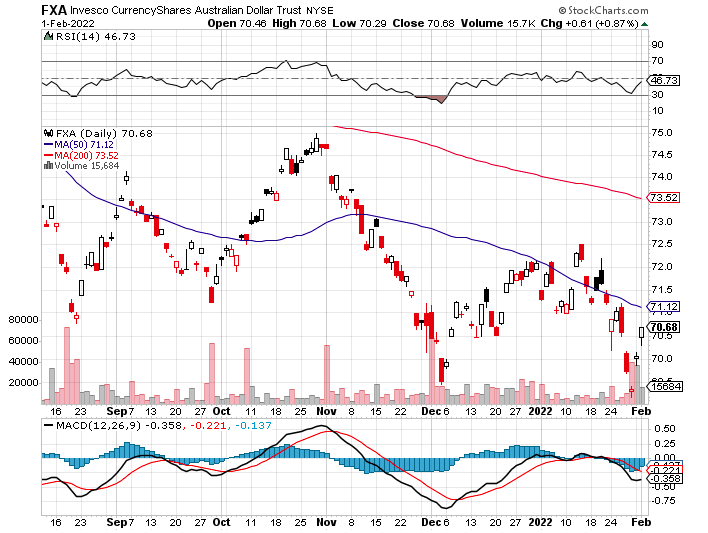 FXA Invesco CurrencyShares Australian Dollar Trust NYSE © StockCharts.com
1-Feb-2022 Open 70.46 High 70.68 Low 70.29 Close 70.68 Volume 15.7K Chg +0.61 (+0.87%)
RSI(14) 46.73
90
70
46.73
30
10
FXA (Daily) 70.68
MA(50) 71.12
MA(200) 73.52
Volume 15,684
75.0
74.5
74.0
73.52
73.0
72.5
72.0
71.5
71.12
70.68
70.5
70.0
15684
80000
60000
40000
20000
16 23 Sep 7 13 20 27 Oct 11 18 25 Nov 8 15 22 Dec 6 13 20 27 2022 10 18 24 Feb
MACD(12,26,9) -0.358, -0.221, -0.137
0.50
0.25
0.00
-0.221
-0.358
-0.50
-0.75
16 23 Sep 7 13 20 27 Oct 11 18 25 Nov 8 15 22 Dec 6 13 20 27 2022 10 18 24 Feb